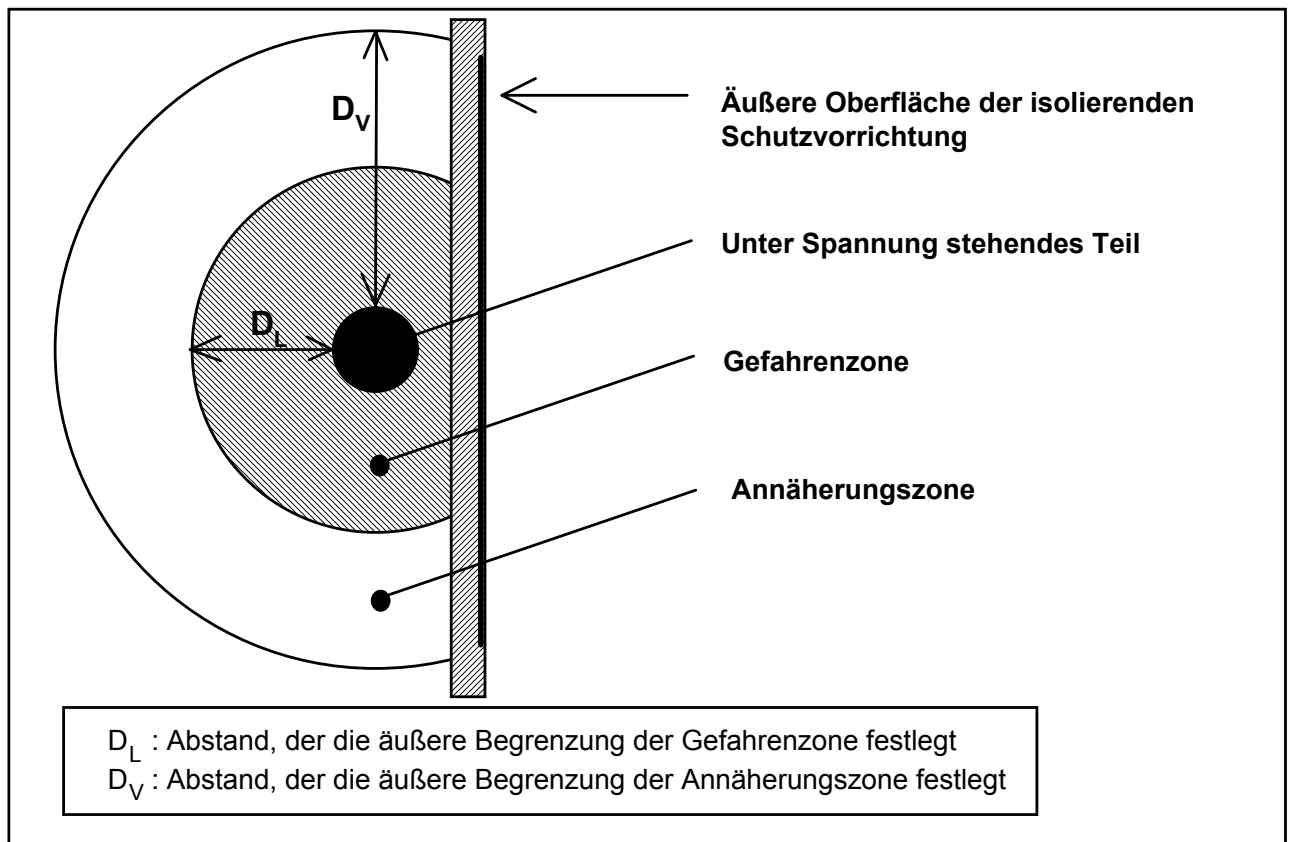 D_V
Äußere Oberfläche der isolierenden
Schutzvorrichtung
Unter Spannung stehendes Teil
D_L
Gefahrenzone
Annäherungszone
D_L : Abstand, der die äußere Begrenzung der Gefahrenzone festlegt
D_V : Abstand, der die äußere Begrenzung der Annäherungszone festlegt